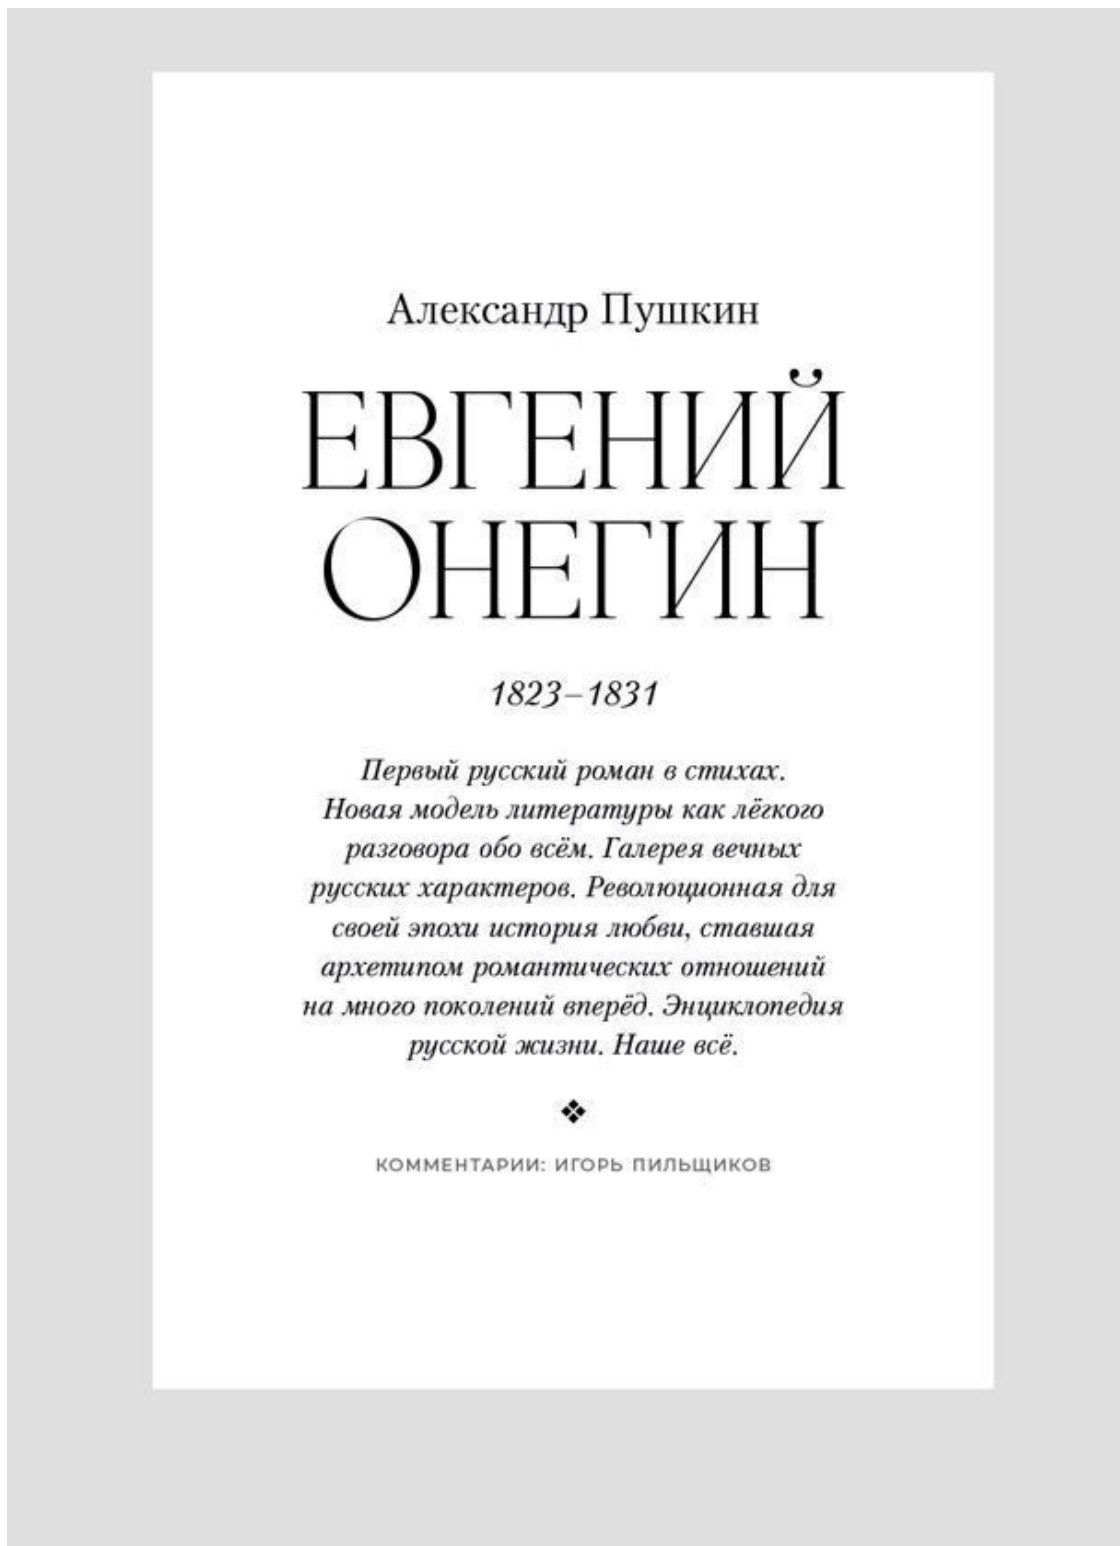 Александр Пушкин
ЕВГЕНИЙ
ОНЕГИН
1823–1831
Первый русский роман в стихах.
Новая модель литературы как лёгкого
разговора обо всём. Галерея вечных
русских характеров. Революционная для
своей эпохи история любви, ставшая
архетипом романтических отношений
на много поколений вперёд. Энциклопедия
русской жизни. Наше всё.
КОММЕНТАРИИ: ИГОРЬ ПИЛЬЩИКОВ